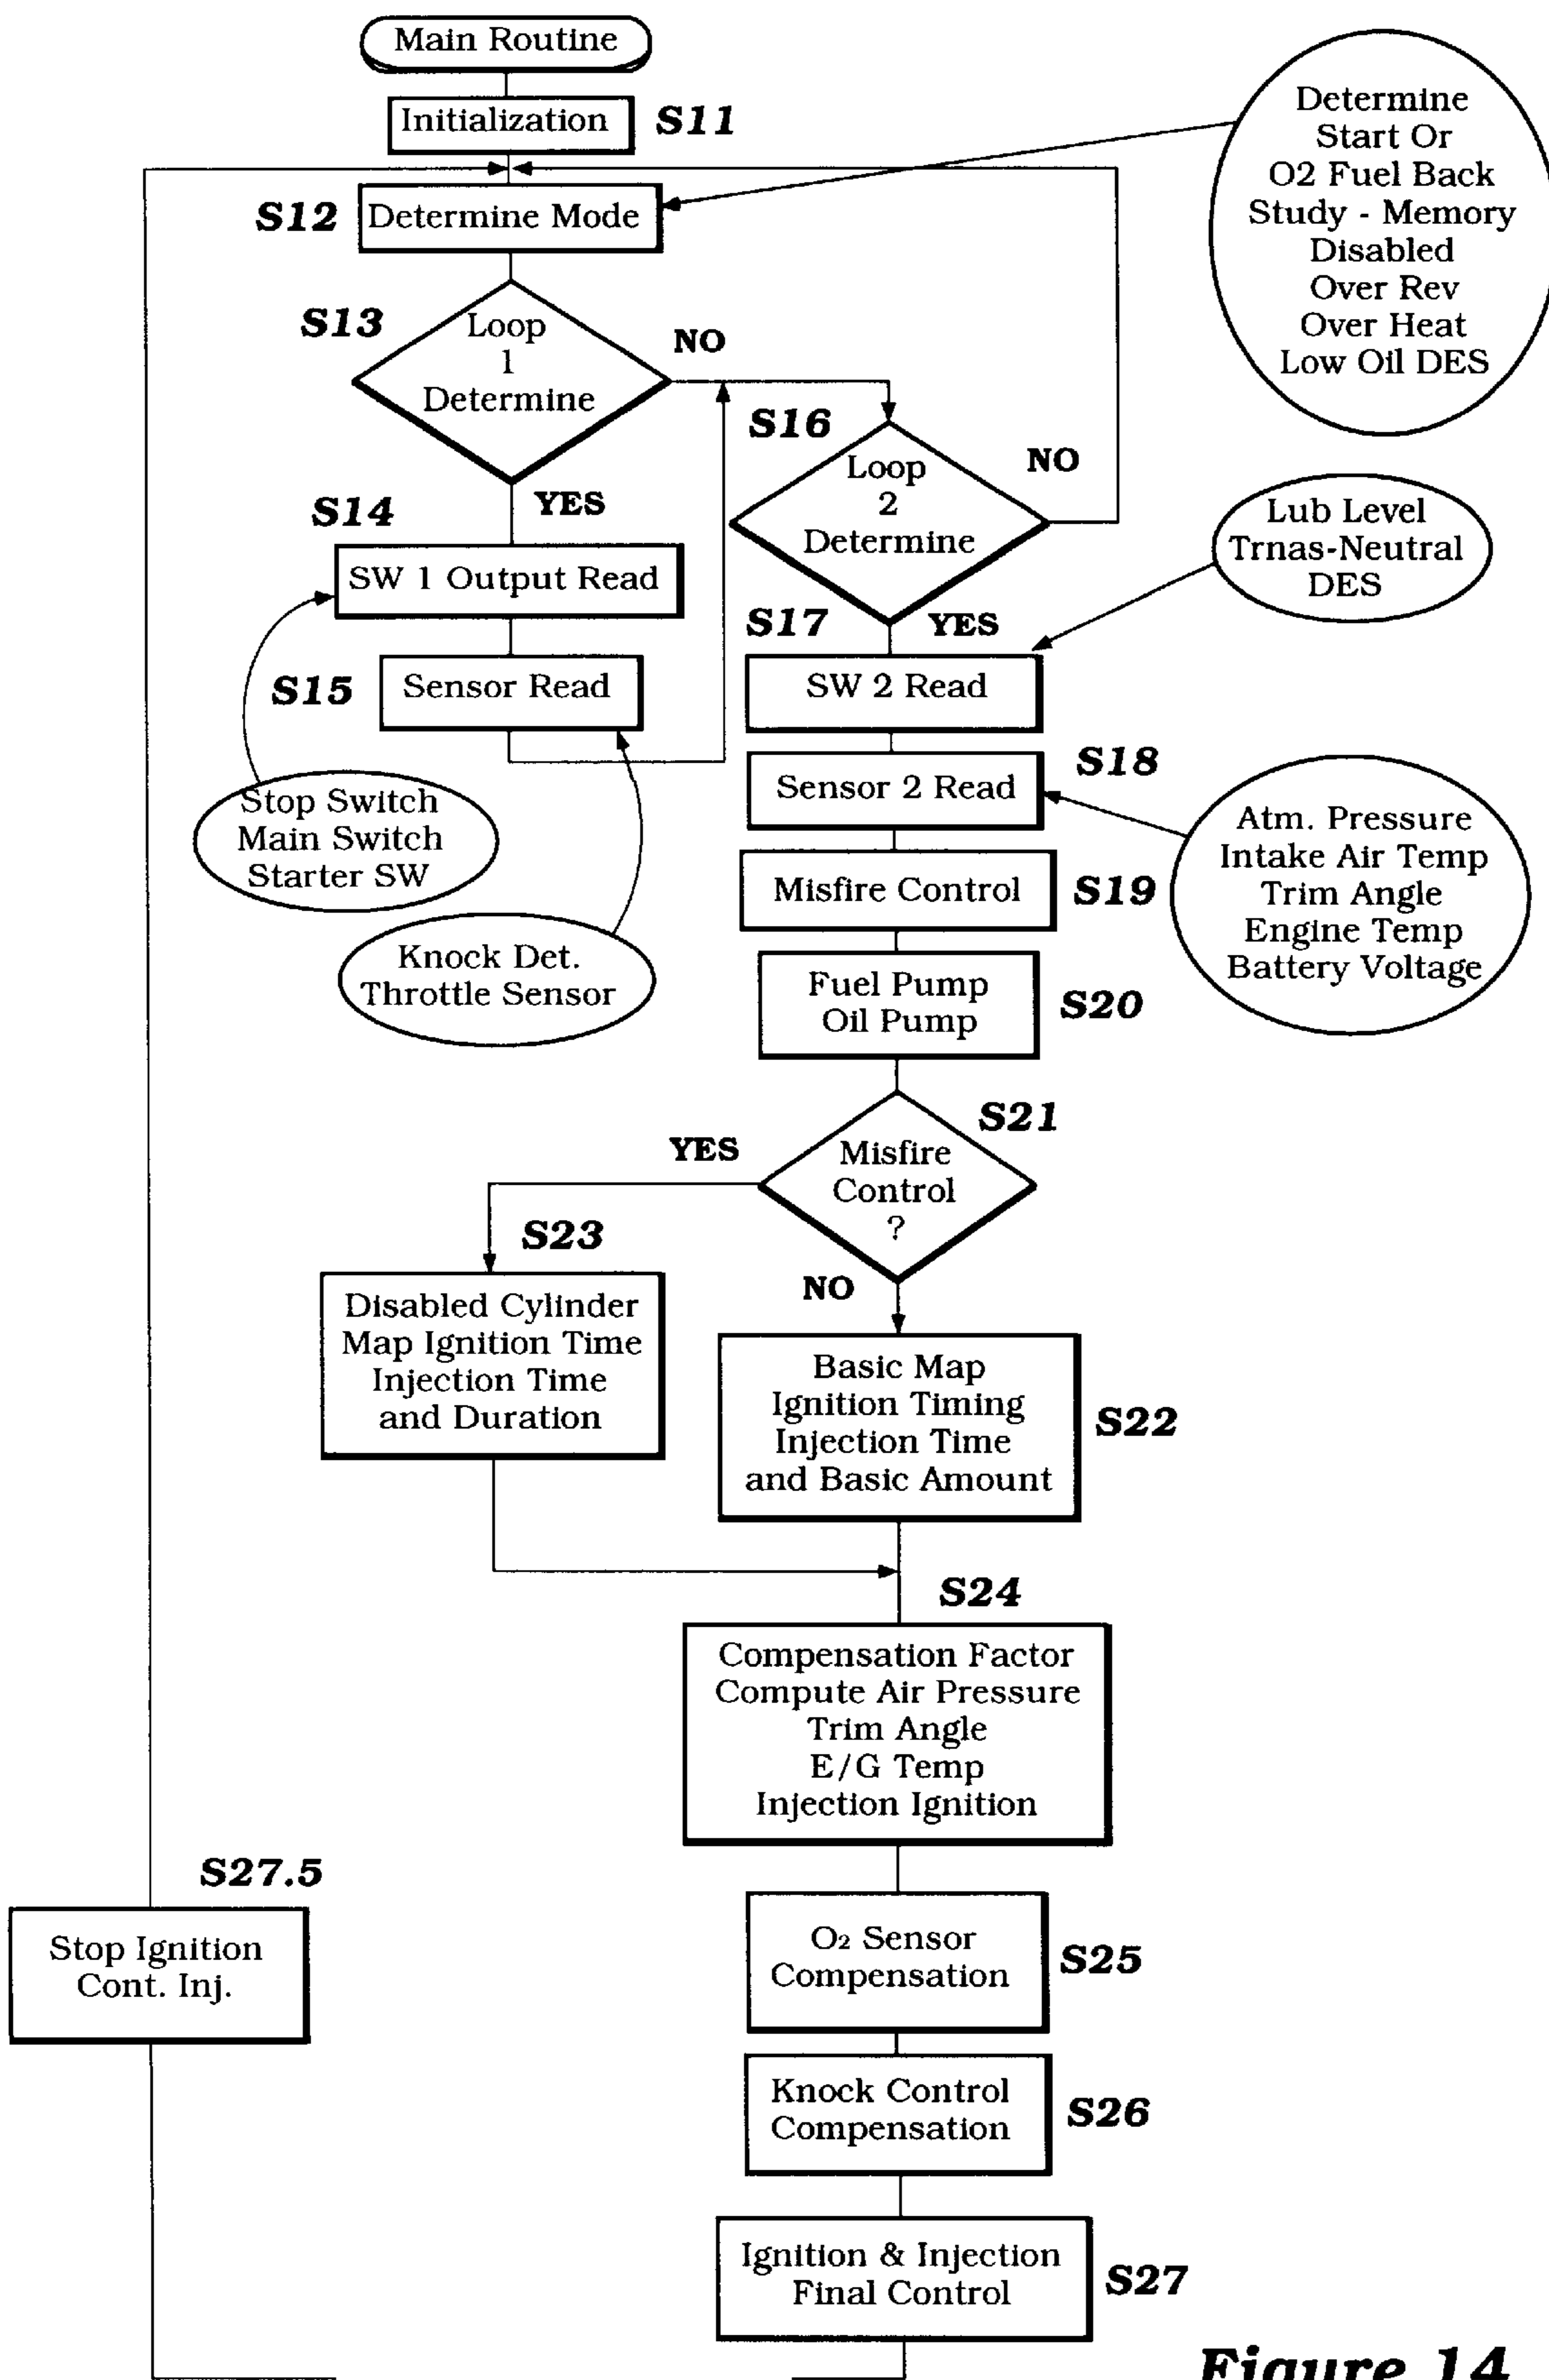 Main Routine
Initialization
S11
S12
Determine Mode
Determine
Start Or
O2 Fuel Back
Study - Memory
Disabled
Over Rev
Over Heat
Low Oil DES
S13
Loop
1
Determine
NO
YES
S14
SW 1 Output Read
S15
Sensor Read
Stop Switch
Main Switch
Starter SW
Knock Det.
Throttle Sensor
S16
Loop
2
Determine
NO
YES
Lub Level
Trnas-Neutral
DES
S17
SW 2 Read
S18
Sensor 2 Read
Atm. Pressure
Intake Air Temp
Trim Angle
Engine Temp
Battery Voltage
Misfire Control
S19
Fuel Pump
Oil Pump
S20
S21
Misfire
Control
?
YES
NO
S23
Disabled Cylinder
Map Ignition Time
Injection Time
and Duration
Basic Map
Ignition Timing
Injection Time
and Basic Amount
S22
S24
Compensation Factor
Compute Air Pressure
Trim Angle
E/G Temp
Injection Ignition
S27.5
Stop Ignition
Cont. Inj.
O2 Sensor
Compensation
S25
Knock Control
Compensation
S26
Ignition & Injection
Final Control
S27
Figure 14